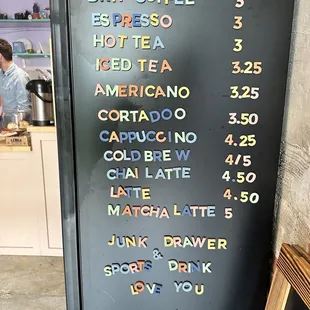 COFFEE 3
ESPRESSO 3
HOT TEA 3
ICED TEA 3.25
AMERICANO 3.25
CORTADOO 3.50
CAPPUCCINO 4.25
COLD BREW 4/5
CHAI LATTE 4.50
LATTE 4.50
MATCHA LATTE 5
JUNK DRAWER
&
SPORTS DRINK
LOVE YOU